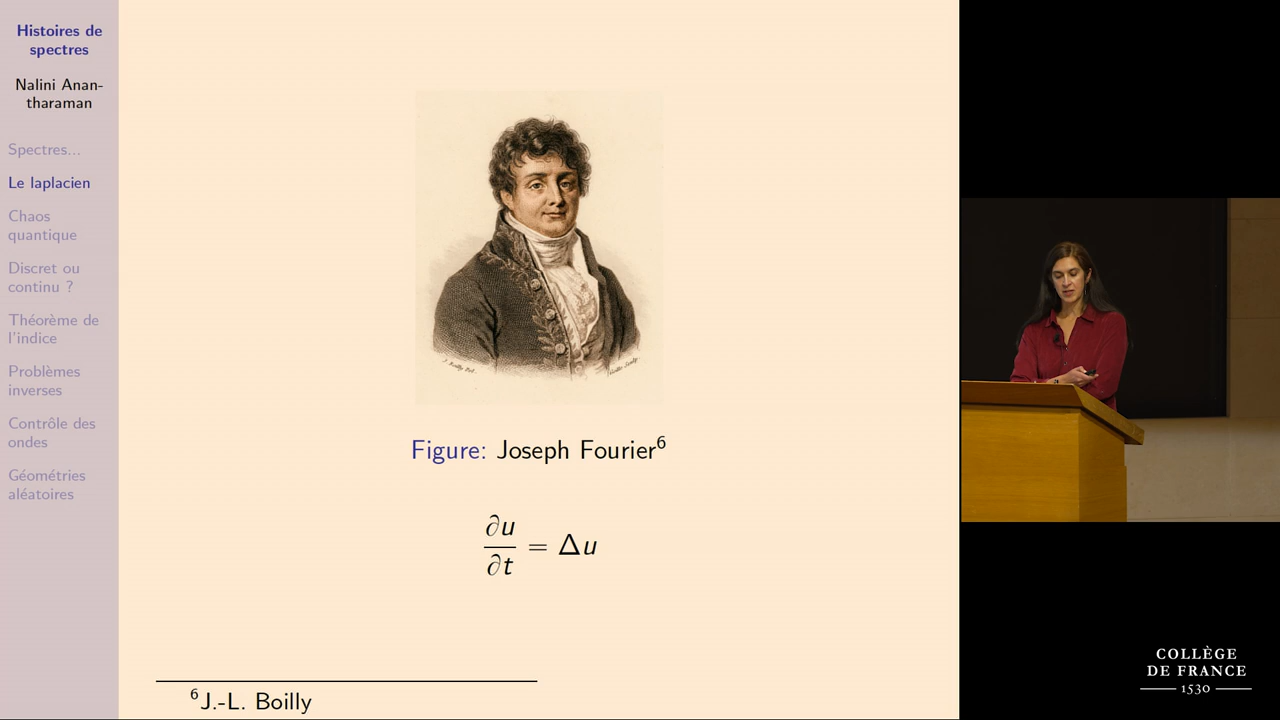 Histoires de
spectres
Nalini Anan-
tharaman
Spectres...
Le laplacien
Chaos
quantique
Discret ou
continu ?
Théorème de
l'indice
Problèmes
inverses
Contrôle des
ondes
Géométries
aléatoires
Figure: Joseph Fourier⁶
∂u/∂t = Δu
⁶J.-L. Boilly
COLLÈGE
DE FRANCE
1530